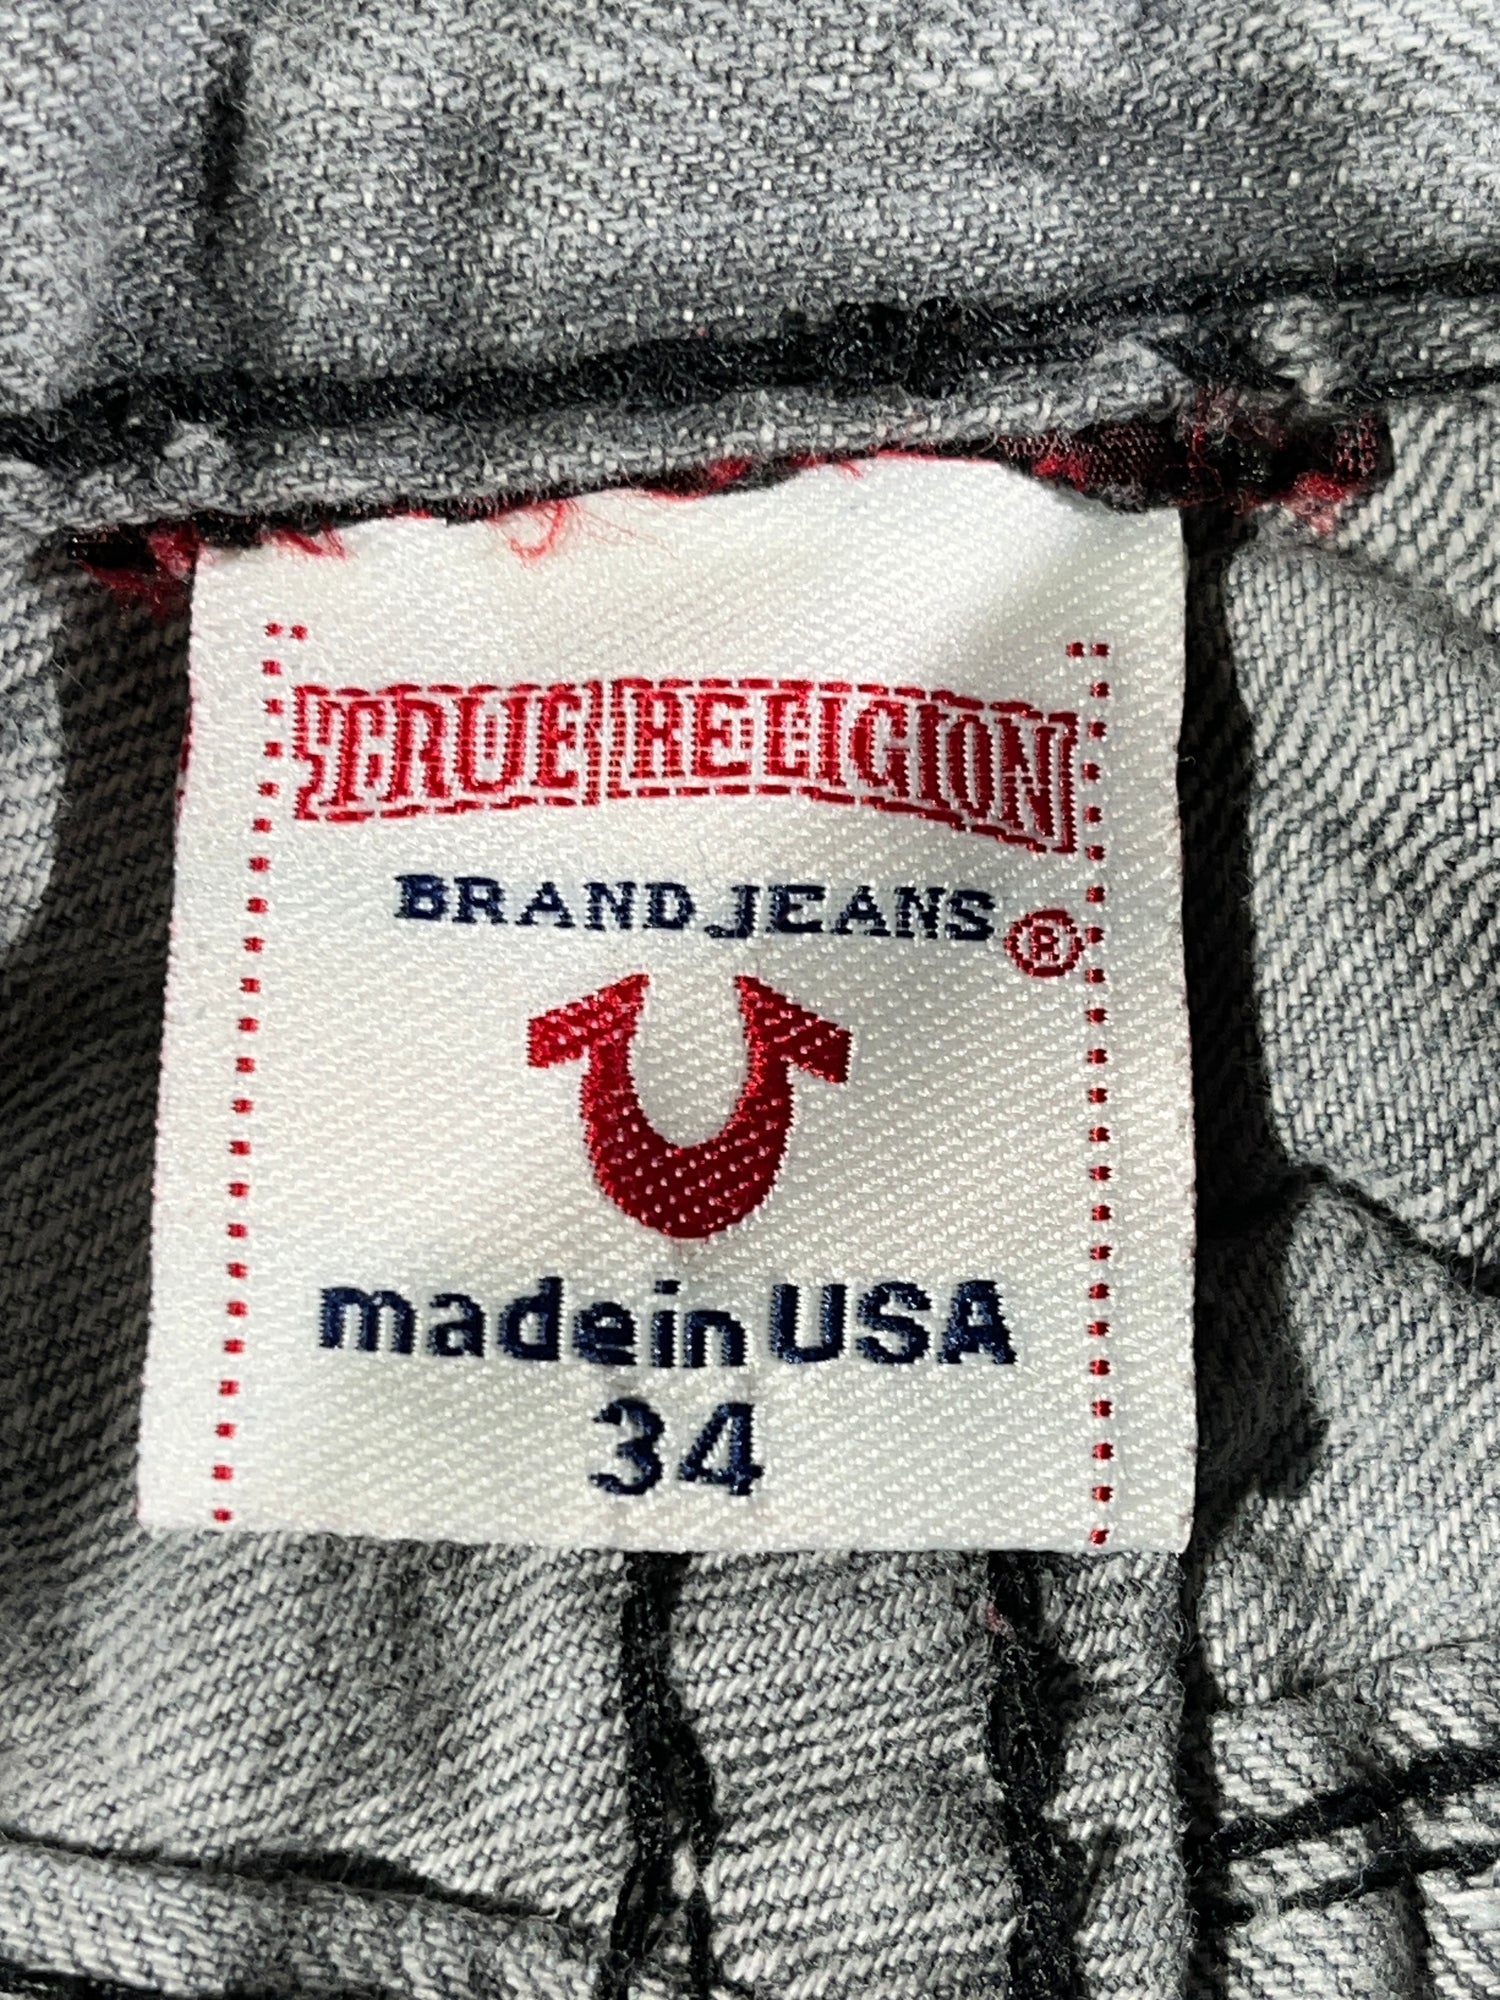 TRUE RELIGION
BRAND JEANS ®
made in USA
34